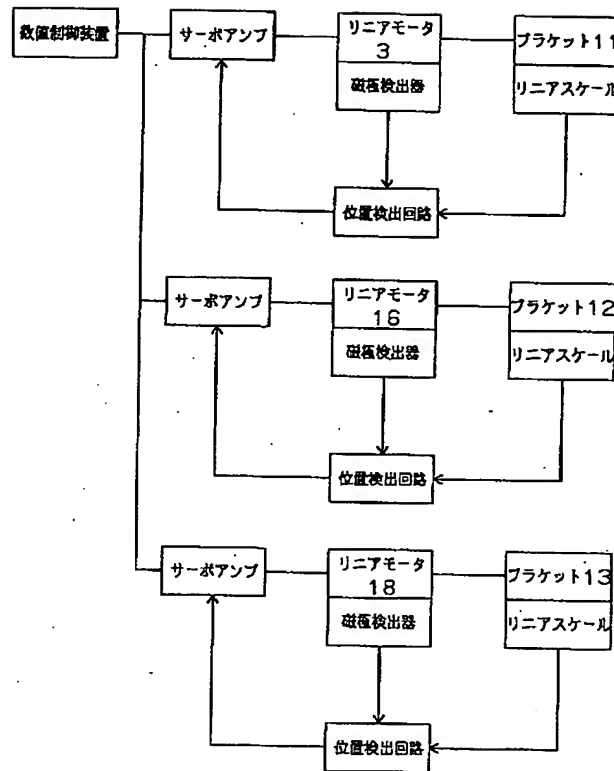 数値制御装置
サーボアンプ
リニアモータ
3
磁極検出器
ブラケット11
リニアスケール
位置検出回路
サーボアンプ
リニアモータ
16
磁極検出器
ブラケット12
リニアスケール
位置検出回路
サーボアンプ
リニアモータ
18
磁極検出器
ブラケット13
リニアスケール
位置検出回路